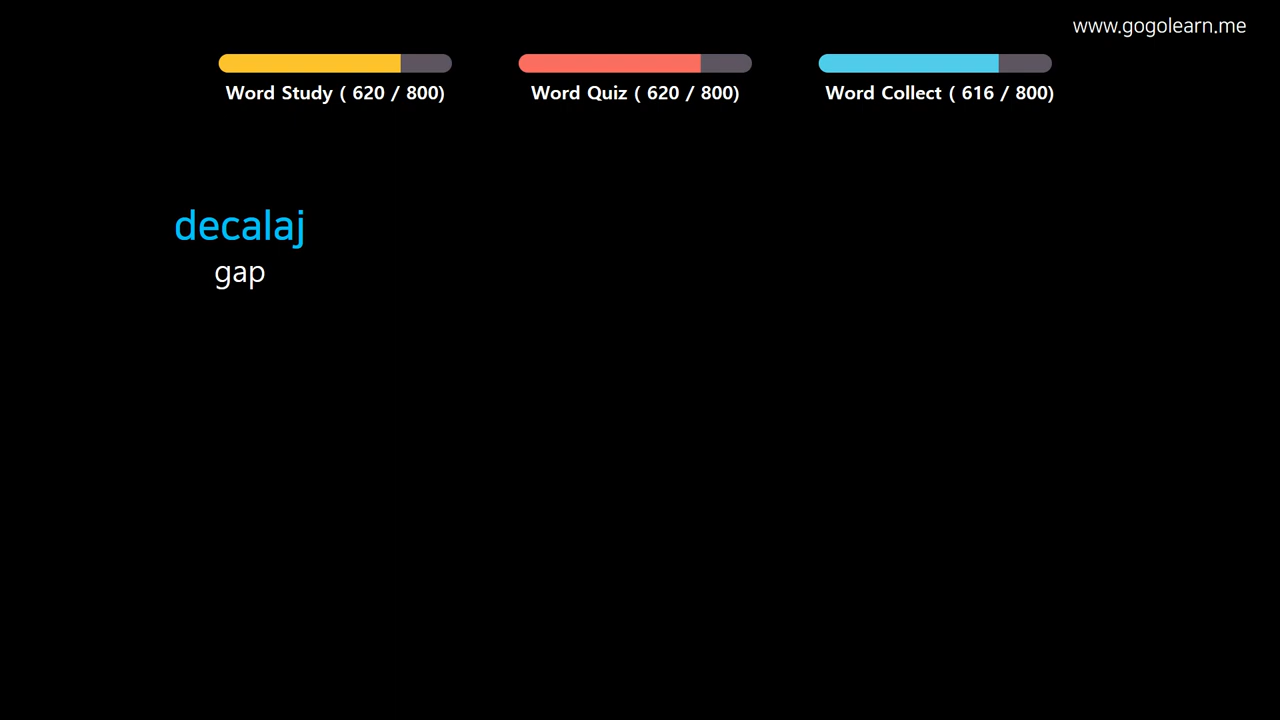 www.gogolearn.me
Word Study ( 620 / 800)
Word Quiz ( 620 / 800)
Word Collect ( 616 / 800)
decalaj
gap